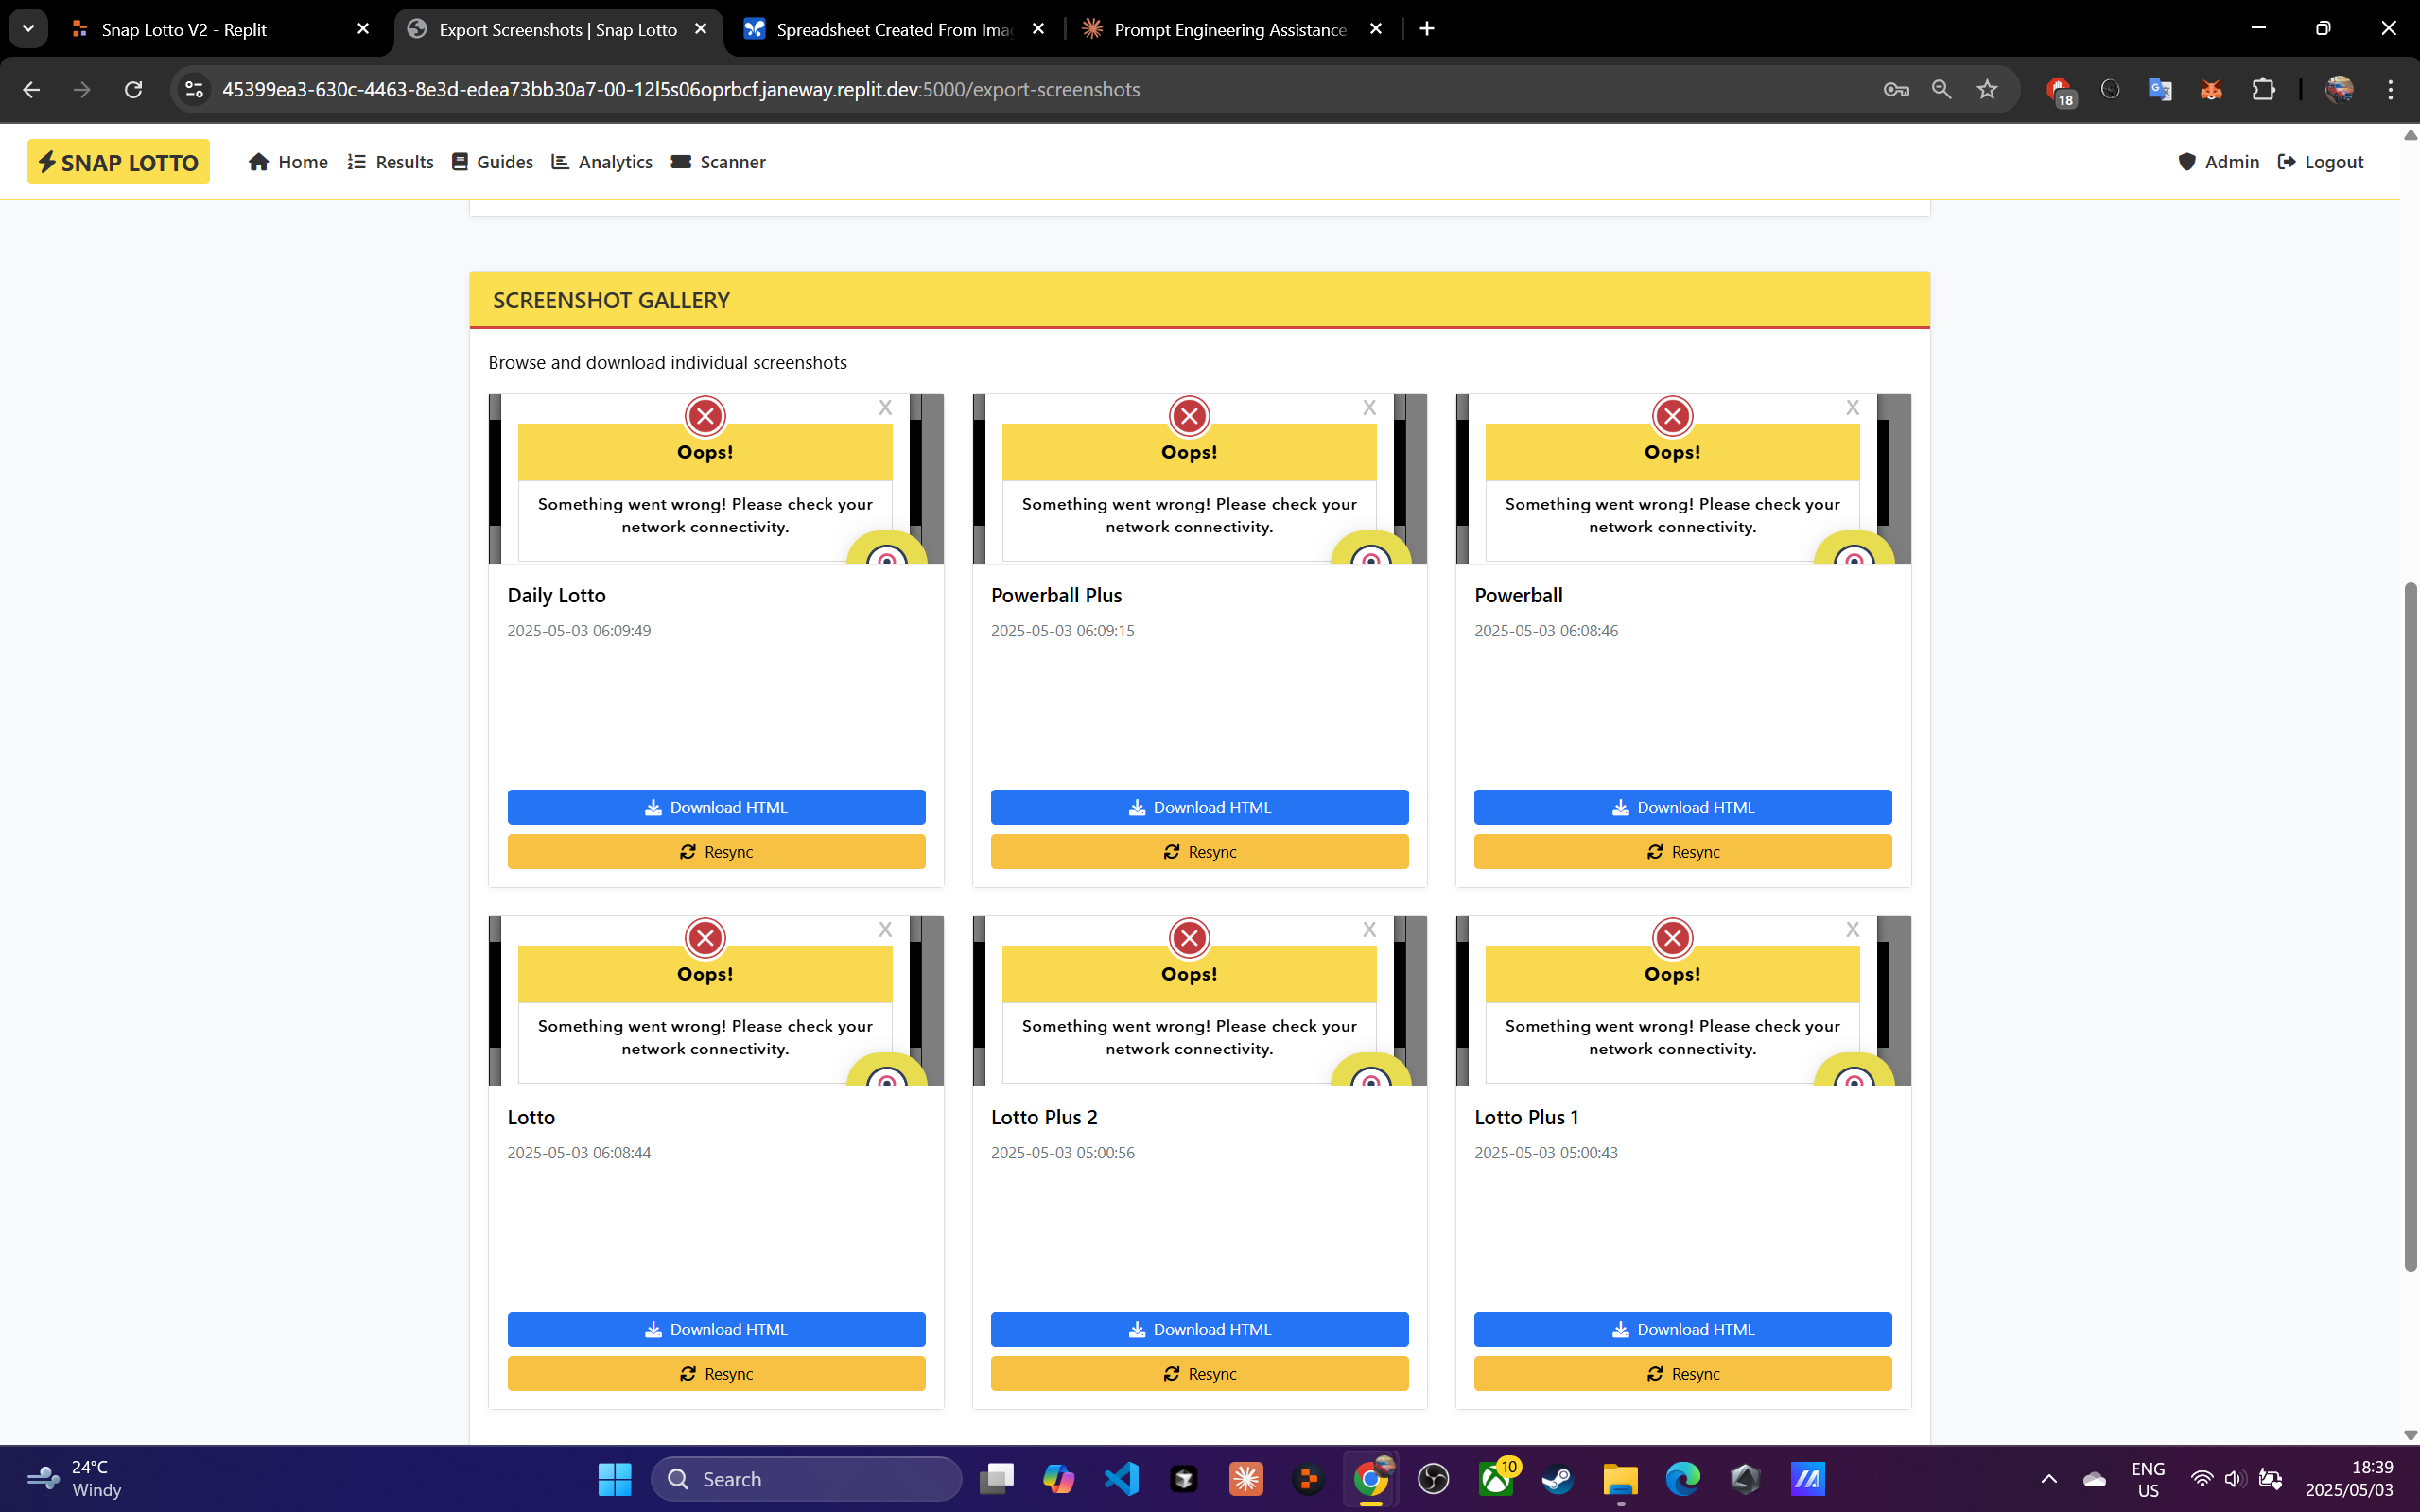 Snap Lotto V2 - Replit
Export Screenshots | Snap Lotto
Spreadsheet Created From Ima
Prompt Engineering Assistance
45399ea3-630c-4463-8e3d-edea73bb30a7-00-12l5s06oprbcf.janeway.replit.dev:5000/export-screenshots
18
SNAP LOTTO
Home
Results
Guides
Analytics
Scanner
Admin
Logout
SCREENSHOT GALLERY
Browse and download individual screenshots
X
Oops!
Something went wrong! Please check your
network connectivity.
Daily Lotto
2025-05-03 06:09:49
Download HTML
Resync
X
Oops!
Something went wrong! Please check your
network connectivity.
Powerball Plus
2025-05-03 06:09:15
Download HTML
Resync
X
Oops!
Something went wrong! Please check your
network connectivity.
Powerball
2025-05-03 06:08:46
Download HTML
Resync
X
Oops!
Something went wrong! Please check your
network connectivity.
Lotto
2025-05-03 06:08:44
Download HTML
Resync
X
Oops!
Something went wrong! Please check your
network connectivity.
Lotto Plus 2
2025-05-03 05:00:56
Download HTML
Resync
X
Oops!
Something went wrong! Please check your
network connectivity.
Lotto Plus 1
2025-05-03 05:00:43
Download HTML
Resync
24°C
Windy
Search
10
ENG
US
18:39
2025/05/03